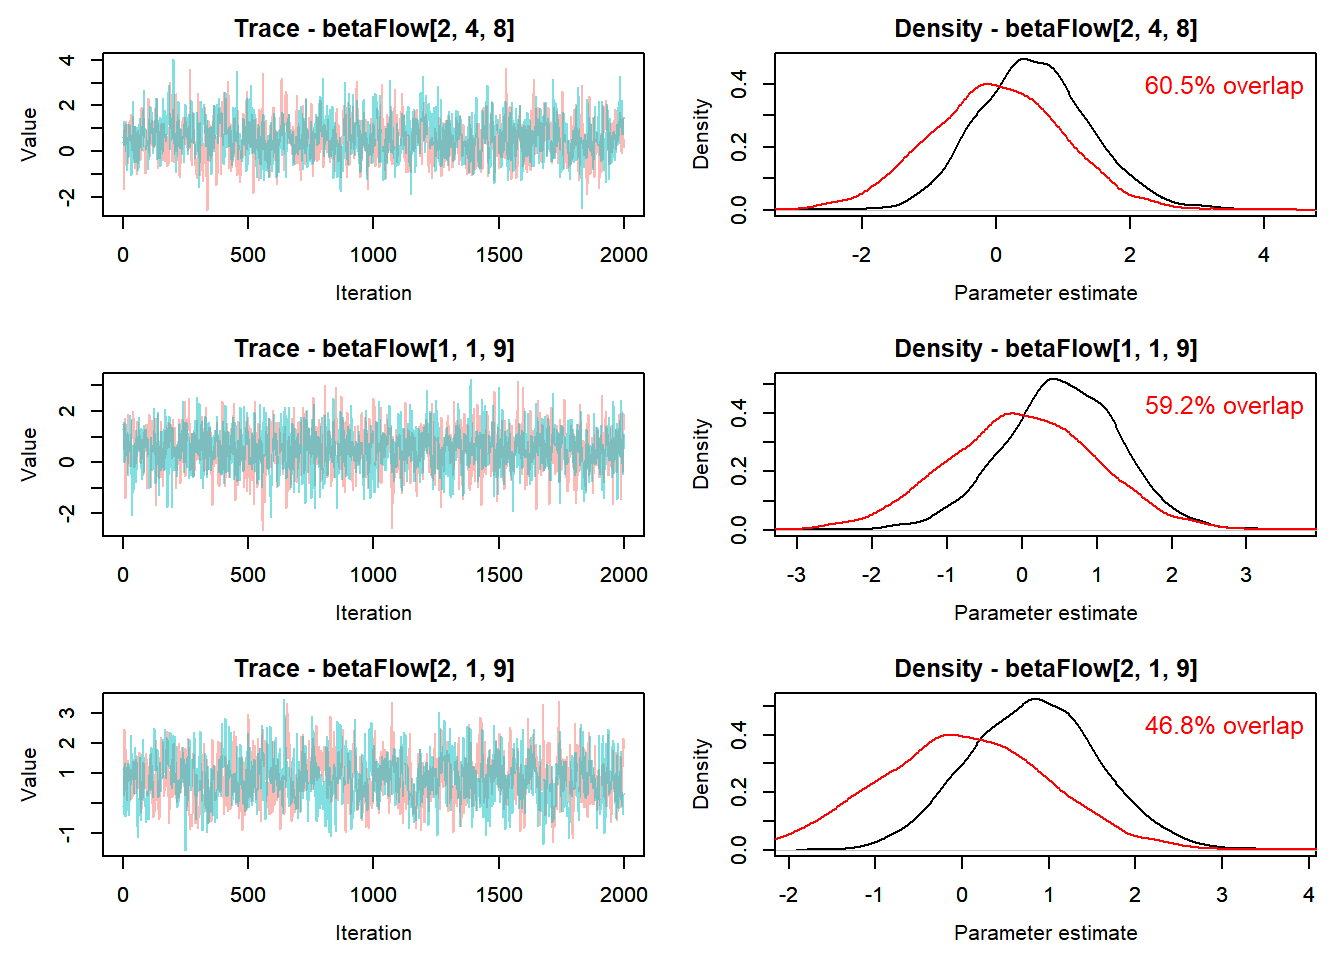 Trace - betaFlow[2, 4, 8]
Value
4
2
0
-2
0 500 1000 1500 2000
Iteration
Density - betaFlow[2, 4, 8]
60.5% overlap
Density
0.4
0.2
0.0
-2 0 2 4
Parameter estimate
Trace - betaFlow[1, 1, 9]
Value
2
0
-2
0 500 1000 1500 2000
Iteration
Density - betaFlow[1, 1, 9]
59.2% overlap
Density
0.4
0.2
0.0
-3 -2 -1 0 1 2 3
Parameter estimate
Trace - betaFlow[2, 1, 9]
Value
3
2
1
-1
0 500 1000 1500 2000
Iteration
Density - betaFlow[2, 1, 9]
46.8% overlap
Density
0.4
0.2
0.0
-2 -1 0 1 2 3 4
Parameter estimate